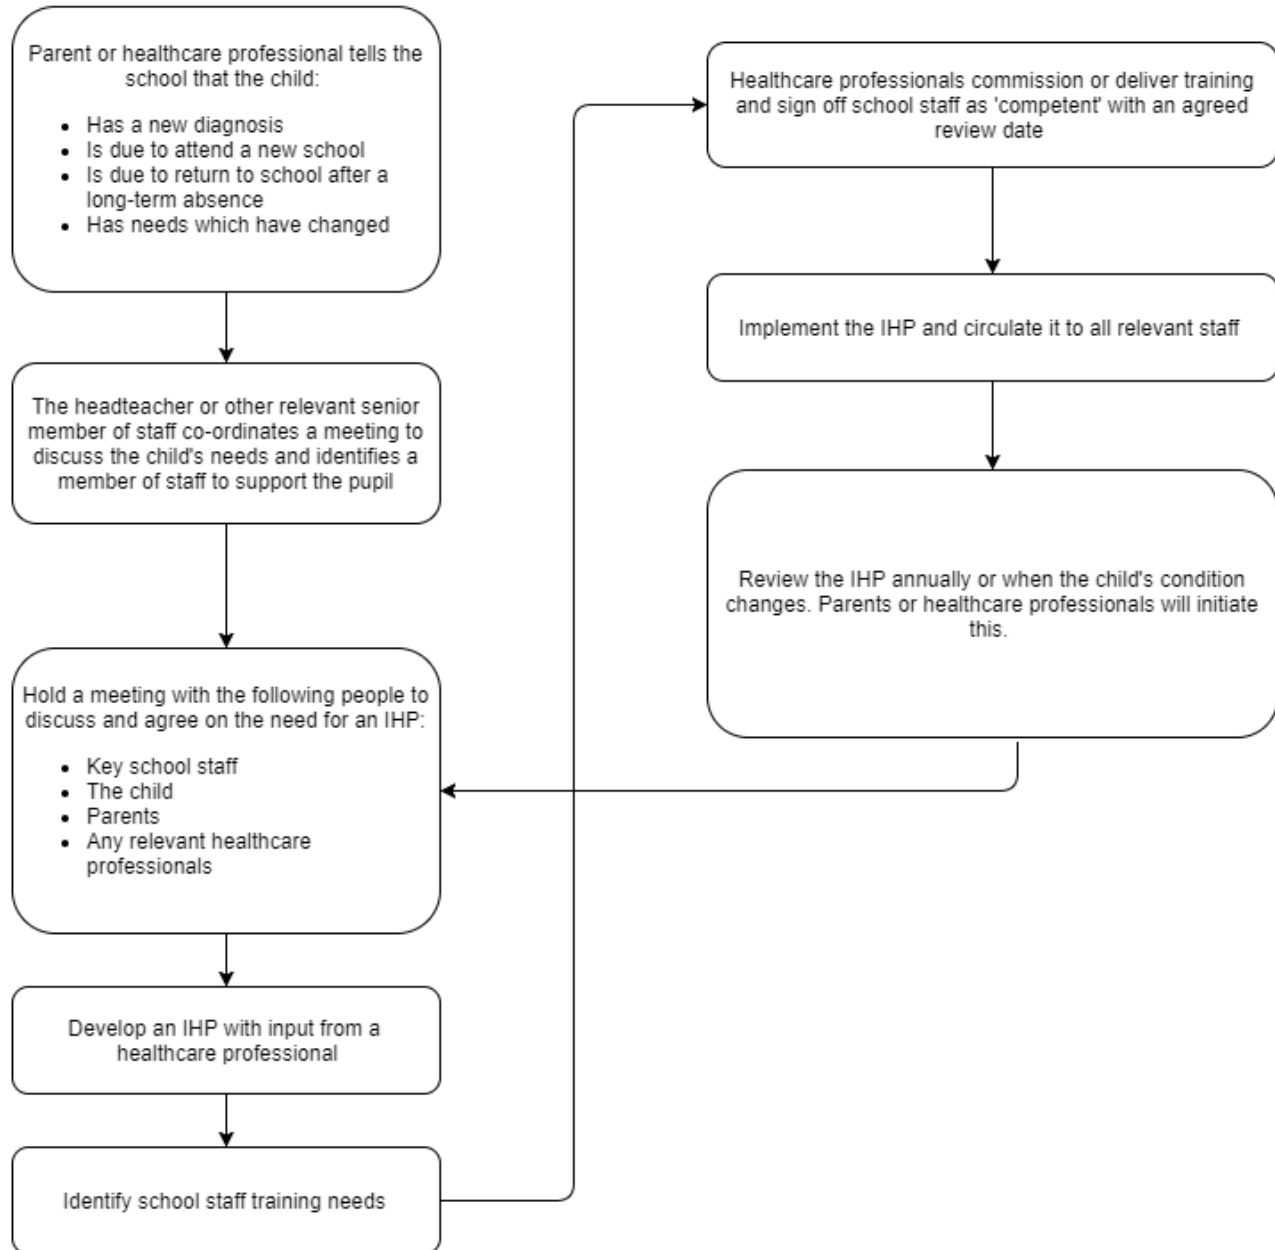 Parent or healthcare professional tells the
school that the child:
• Has a new diagnosis
• Is due to attend a new school
• Is due to return to school after a
long-term absence
• Has needs which have changed
The headteacher or other relevant senior
member of staff co-ordinates a meeting to
discuss the child's needs and identifies a
member of staff to support the pupil
Hold a meeting with the following people to
discuss and agree on the need for an IHP:
• Key school staff
• The child
• Parents
• Any relevant healthcare
professionals
Develop an IHP with input from a
healthcare professional
Identify school staff training needs
Healthcare professionals commission or deliver training
and sign off school staff as 'competent' with an agreed
review date
Implement the IHP and circulate it to all relevant staff
Review the IHP annually or when the child's condition
changes. Parents or healthcare professionals will initiate
this.